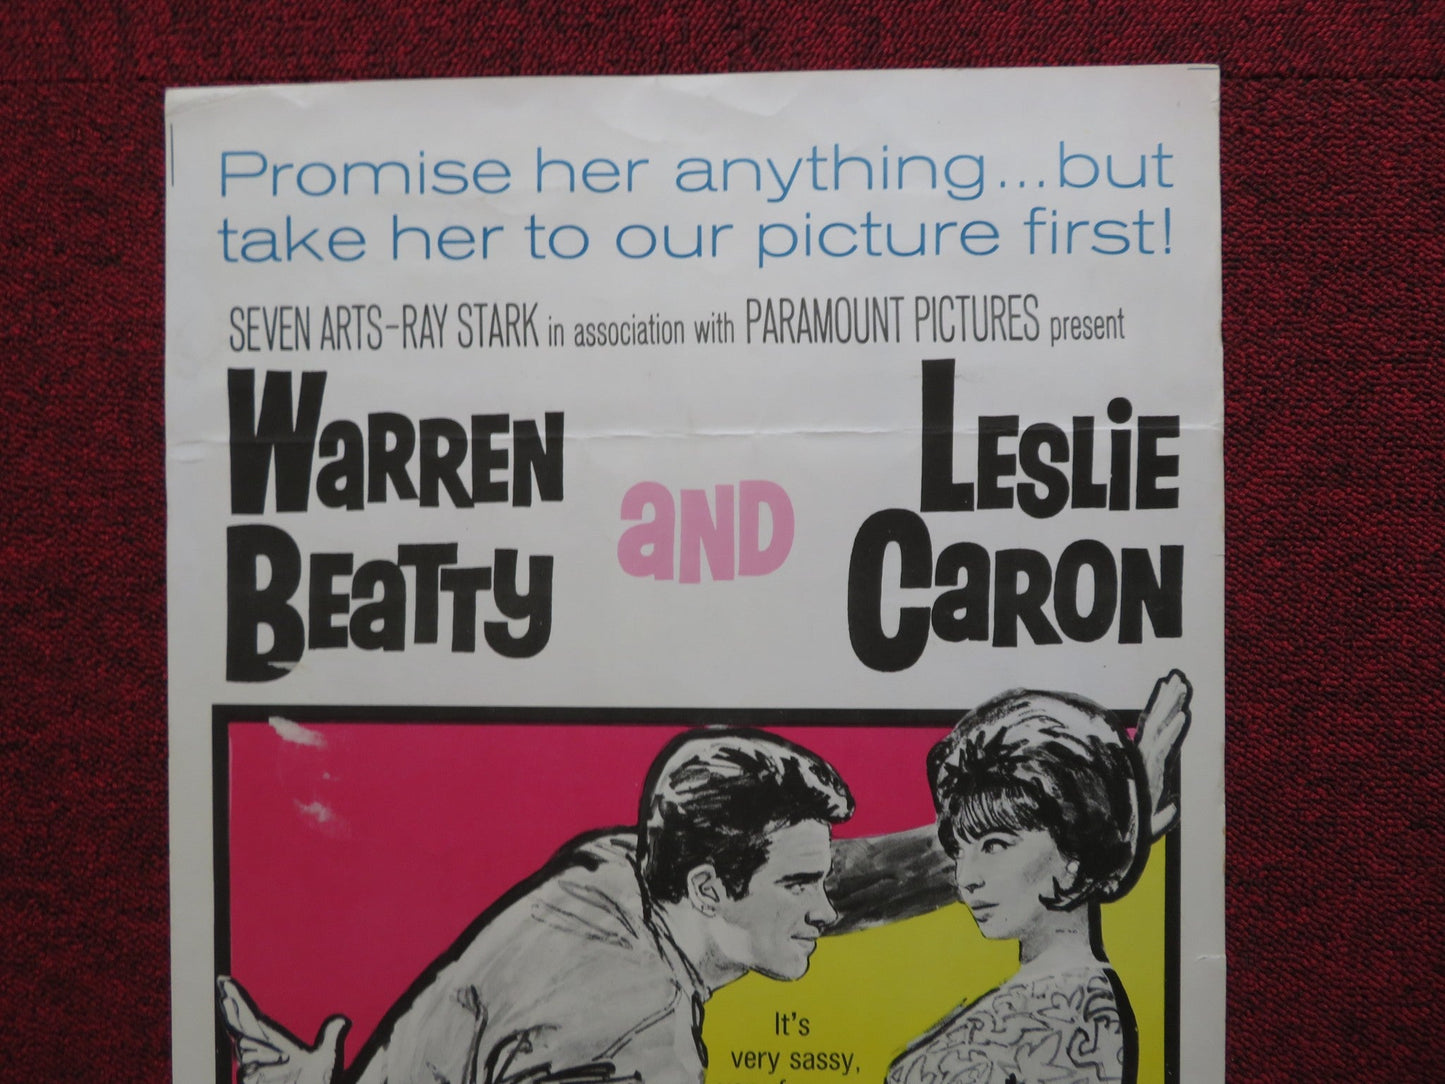 Promise her anything...but
take her to our picture first!
SEVEN ARTS-RAY STARK in association with PARAMOUNT PICTURES present
WaRREN BEaTTY aND LESLiE CaRON
It's
very sassy,